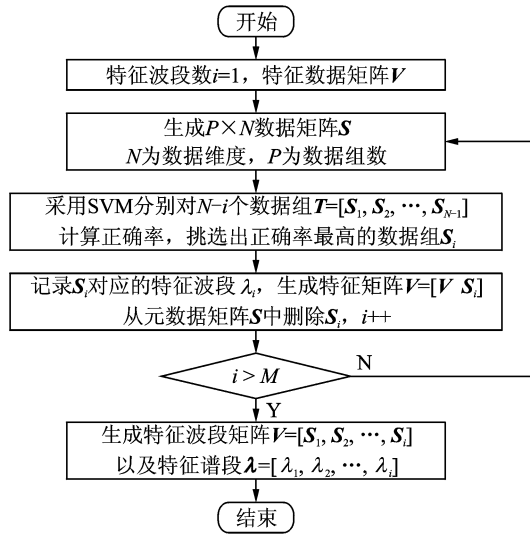 开始
特征波段数i=1，特征数据矩阵V
生成P×N数据矩阵S
N为数据维度，P为数据组数
采用SVM分别对N−i个数据组T=[S₁, S₂, ⋯, S_N−1]
计算正确率，挑选出正确率最高的数据组Sᵢ
记录Sᵢ对应的特征波段λᵢ，生成特征矩阵V=[V Sᵢ]
从元数据矩阵S中删除Sᵢ，i++
i > M
N
Y
生成特征波段矩阵V=[S₁, S₂, ⋯, Sᵢ]
以及特征谱段λ=[λ₁, λ₂, ⋯, λᵢ]
结束